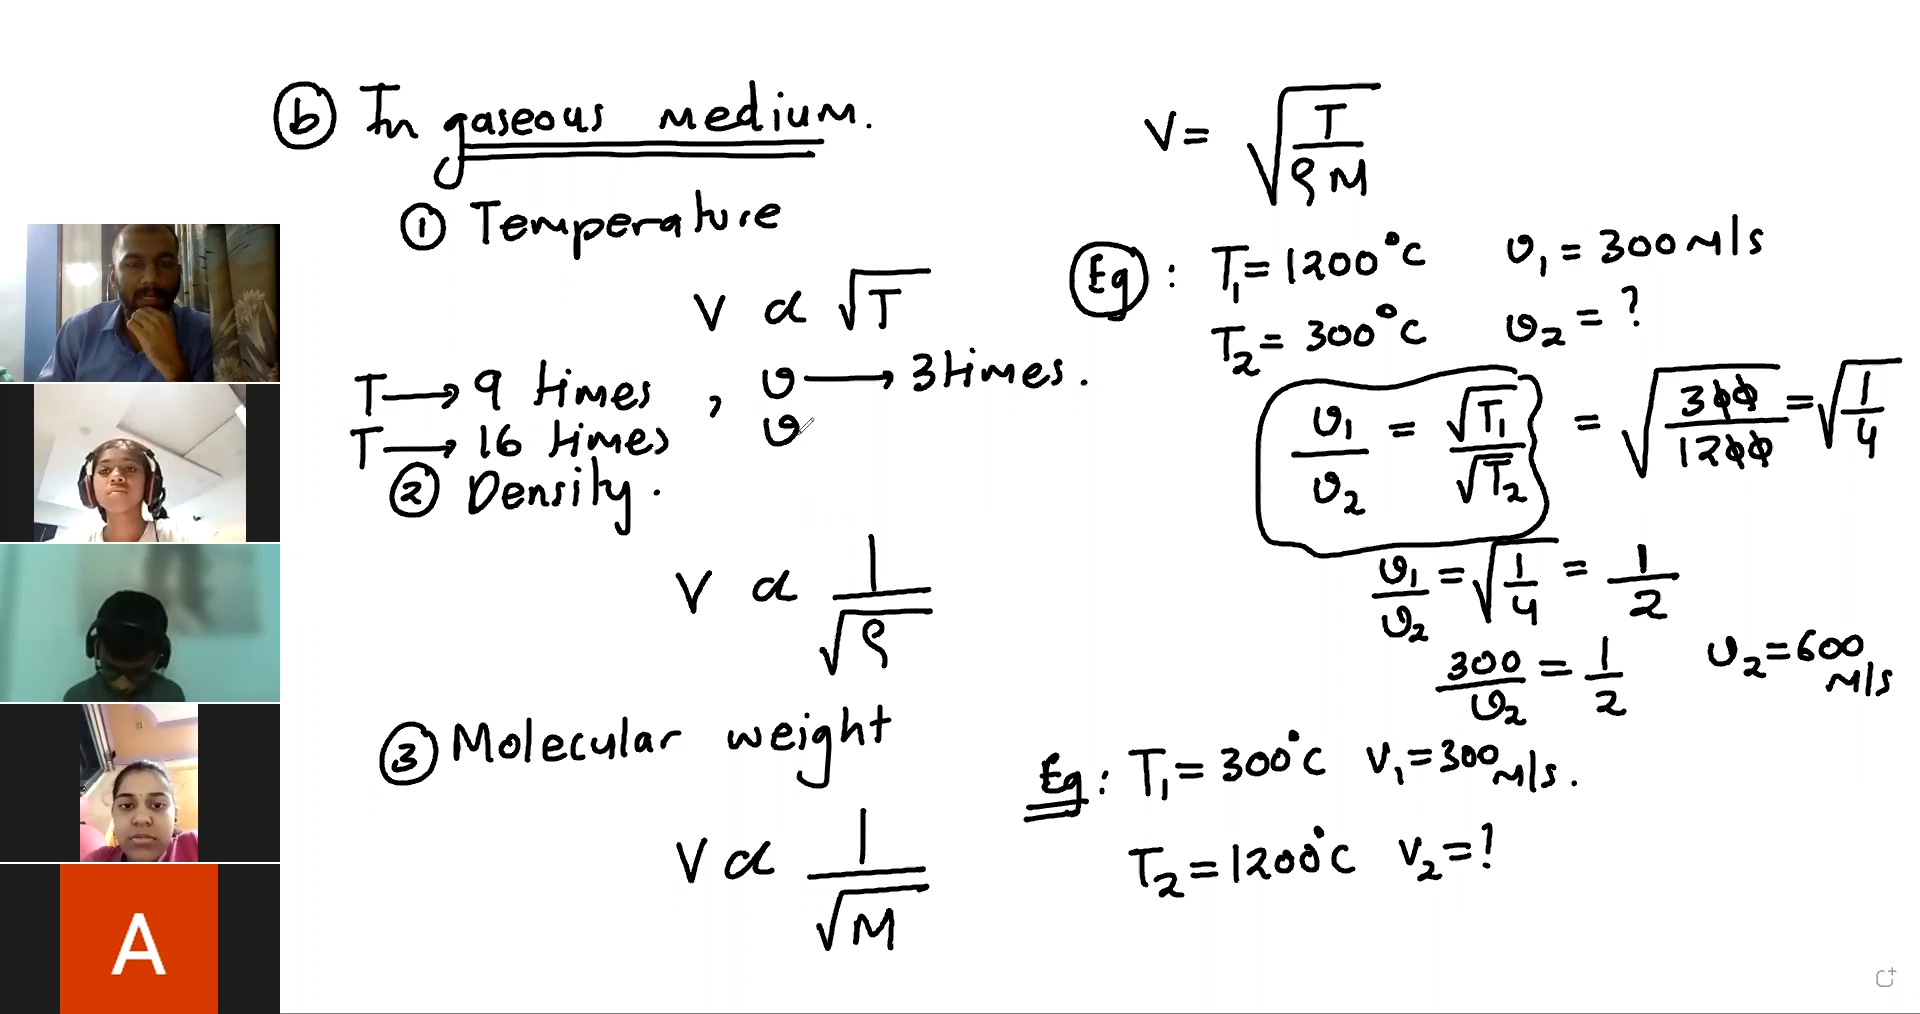 ⓑ In gaseous medium.
① Temperature
V ∝ √T
T → 9 times , υ → 3 times.
T → 16 times υ
② Density.
V ∝ 1/√ρ
③ Molecular weight
V ∝ 1/√M
V = √(T/ρM)
Eg : T₁ = 1200°C υ₁ = 300 M/s
T₂ = 300°C υ₂ = ?
υ₁/υ₂ = √T₁/√T₂ = √(300/1200) = √(1/4)
υ₁/υ₂ = √(1/4) = 1/2
300/υ₂ = 1/2 υ₂ = 600 M/s
Eg : T₁ = 300°C V₁ = 300 M/s.
T₂ = 1200°C V₂ = ?
A